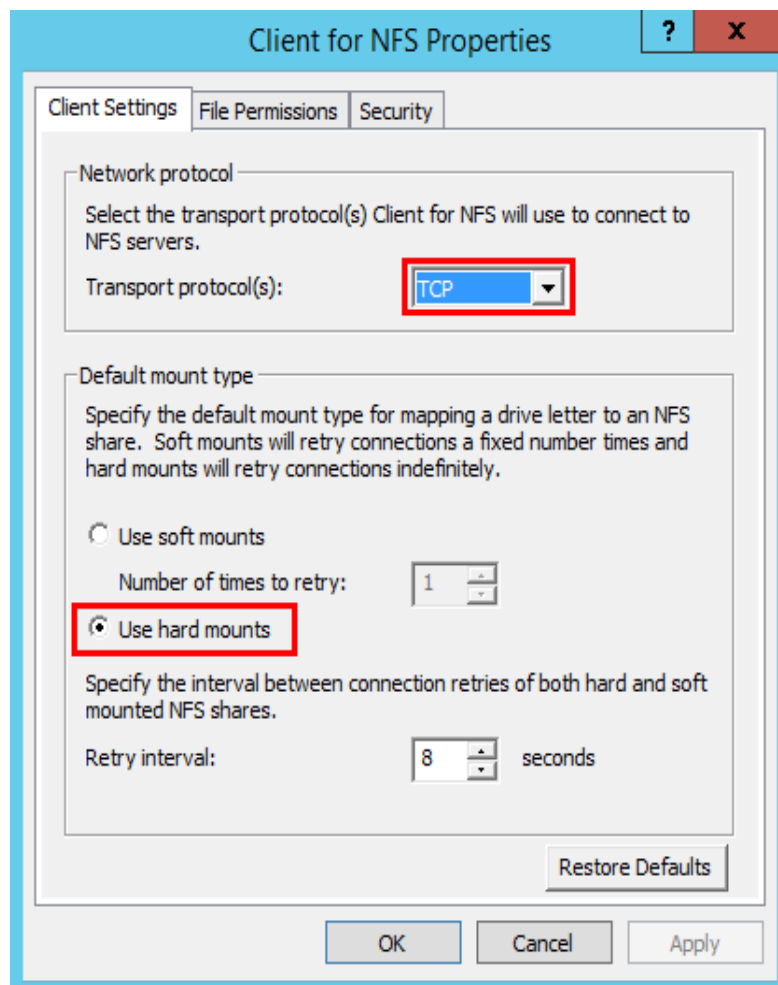 Client for NFS Properties
?
x
Client Settings
File Permissions
Security
Network protocol
Select the transport protocol(s) Client for NFS will use to connect to
NFS servers.
Transport protocol(s):
TCP
Default mount type
Specify the default mount type for mapping a drive letter to an NFS
share. Soft mounts will retry connections a fixed number times and
hard mounts will retry connections indefinitely.
Use soft mounts
Number of times to retry:
1
Use hard mounts
Specify the interval between connection retries of both hard and soft
mounted NFS shares.
Retry interval:
8
seconds
Restore Defaults
OK
Cancel
Apply